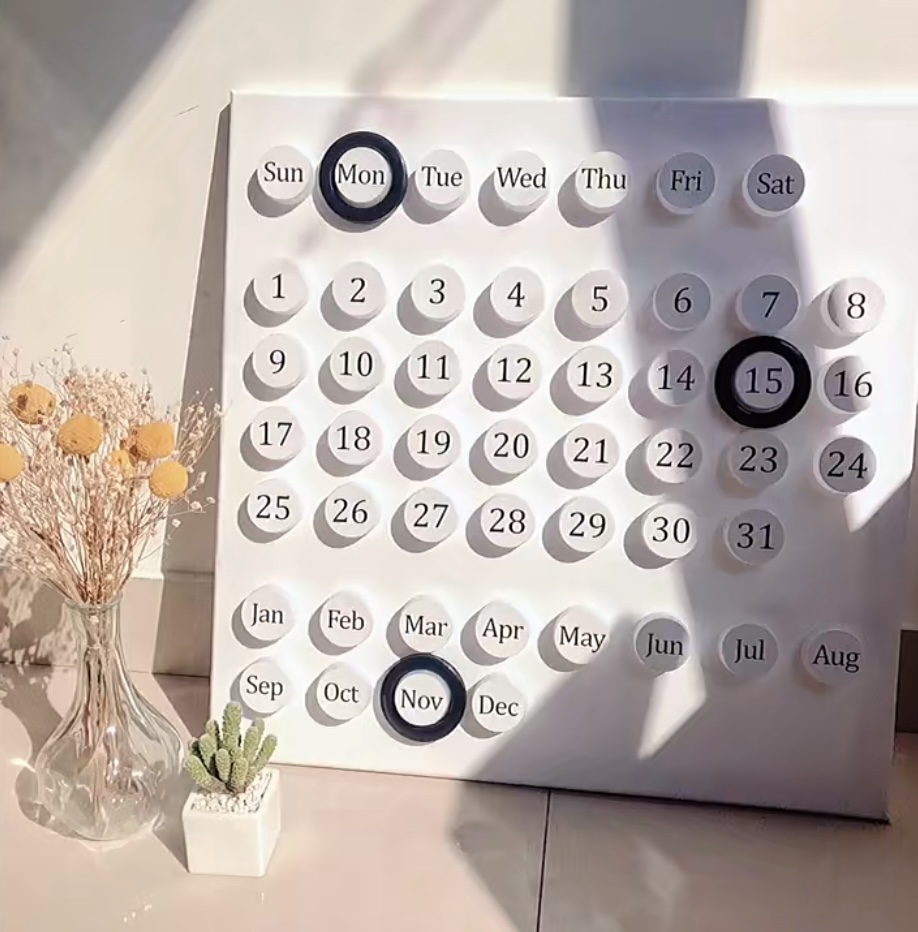 Sun Mon Tue Wed Thu Fri Sat
1 2 3 4 5 6 7 8
9 10 11 12 13 14 15 16
17 18 19 20 21 22 23 24
25 26 27 28 29 30 31
Jan Feb Mar Apr May Jun Jul Aug
Sep Oct Nov Dec